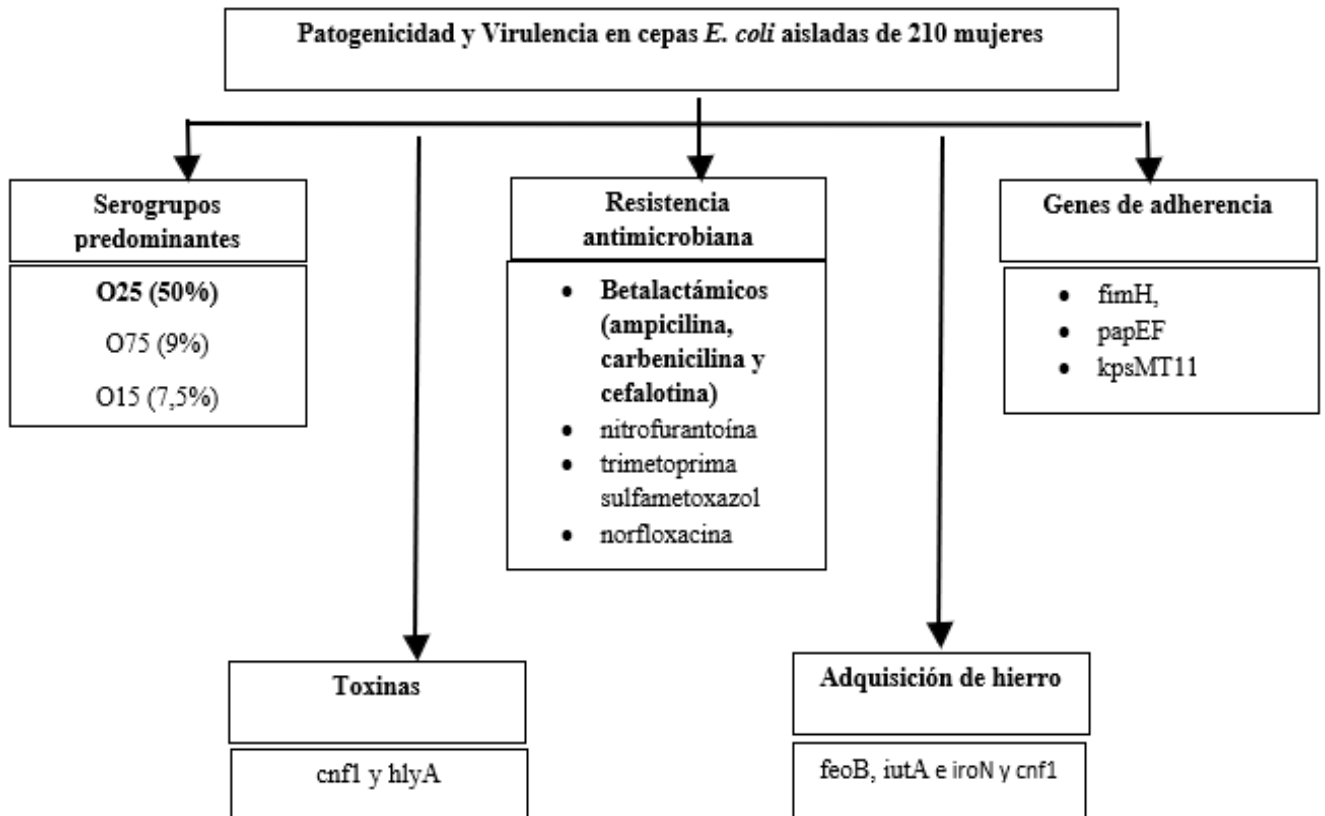 Patogenicidad y Virulencia en cepas E. coli aisladas de 210 mujeres
Serogrupos
predominantes
O25 (50%)
O75 (9%)
O15 (7,5%)
Resistencia
antimicrobiana
• Betalactámicos
(ampicilina,
carbenicilina y
cefalotina)
• nitrofurantoína
• trimetoprima
sulfametoxazol
• norfloxacina
Genes de adherencia
• fimH,
• papEF
• kpsMT11
Toxinas
cnf1 y hlyA
Adquisición de hierro
feoB, iutA e iroN y cnf1